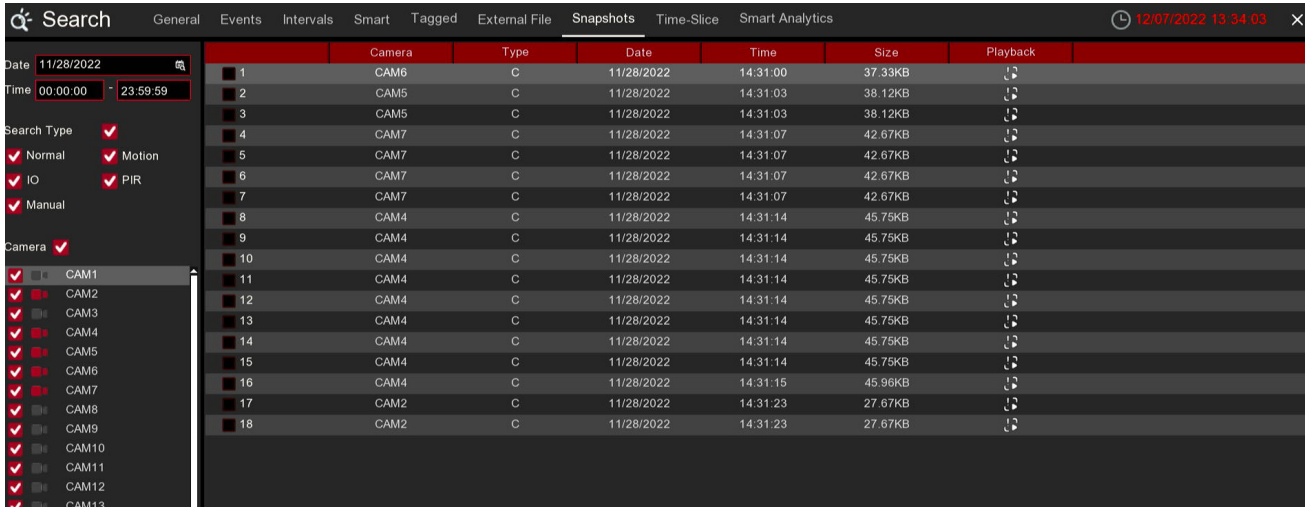 Search General Events Intervals Smart Tagged External File Snapshots Time-Slice Smart Analytics 12/07/2022 13:34:03
Date 11/28/2022
Time 00:00:00 - 23:59:59
Search Type
Normal Motion
IO PIR
Manual
Camera
CAM1
CAM2
CAM3
CAM4
CAM5
CAM6
CAM7
CAM8
CAM9
CAM10
CAM11
CAM12
CAM13
Camera Type Date Time Size Playback
1 CAM6 C 11/28/2022 14:31:00 37.33KB
2 CAM5 C 11/28/2022 14:31:03 38.12KB
3 CAM5 C 11/28/2022 14:31:03 38.12KB
4 CAM7 C 11/28/2022 14:31:07 42.67KB
5 CAM7 C 11/28/2022 14:31:07 42.67KB
6 CAM7 C 11/28/2022 14:31:07 42.67KB
7 CAM7 C 11/28/2022 14:31:07 42.67KB
8 CAM4 C 11/28/2022 14:31:14 45.75KB
9 CAM4 C 11/28/2022 14:31:14 45.75KB
10 CAM4 C 11/28/2022 14:31:14 45.75KB
11 CAM4 C 11/28/2022 14:31:14 45.75KB
12 CAM4 C 11/28/2022 14:31:14 45.75KB
13 CAM4 C 11/28/2022 14:31:14 45.75KB
14 CAM4 C 11/28/2022 14:31:14 45.75KB
15 CAM4 C 11/28/2022 14:31:14 45.75KB
16 CAM4 C 11/28/2022 14:31:15 45.96KB
17 CAM2 C 11/28/2022 14:31:23 27.67KB
18 CAM2 C 11/28/2022 14:31:23 27.67KB